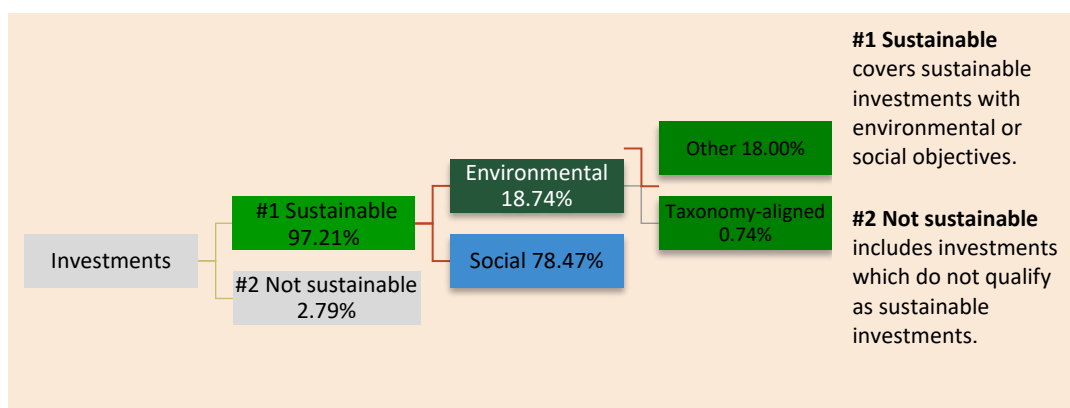 Investments
#1 Sustainable
97.21%
#2 Not sustainable
2.79%
Environmental
18.74%
Social 78.47%
Other 18.00%
Taxonomy-aligned
0.74%
#1 Sustainable
covers sustainable
investments with
environmental or
social objectives.
#2 Not sustainable
includes investments
which do not qualify
as sustainable
investments.